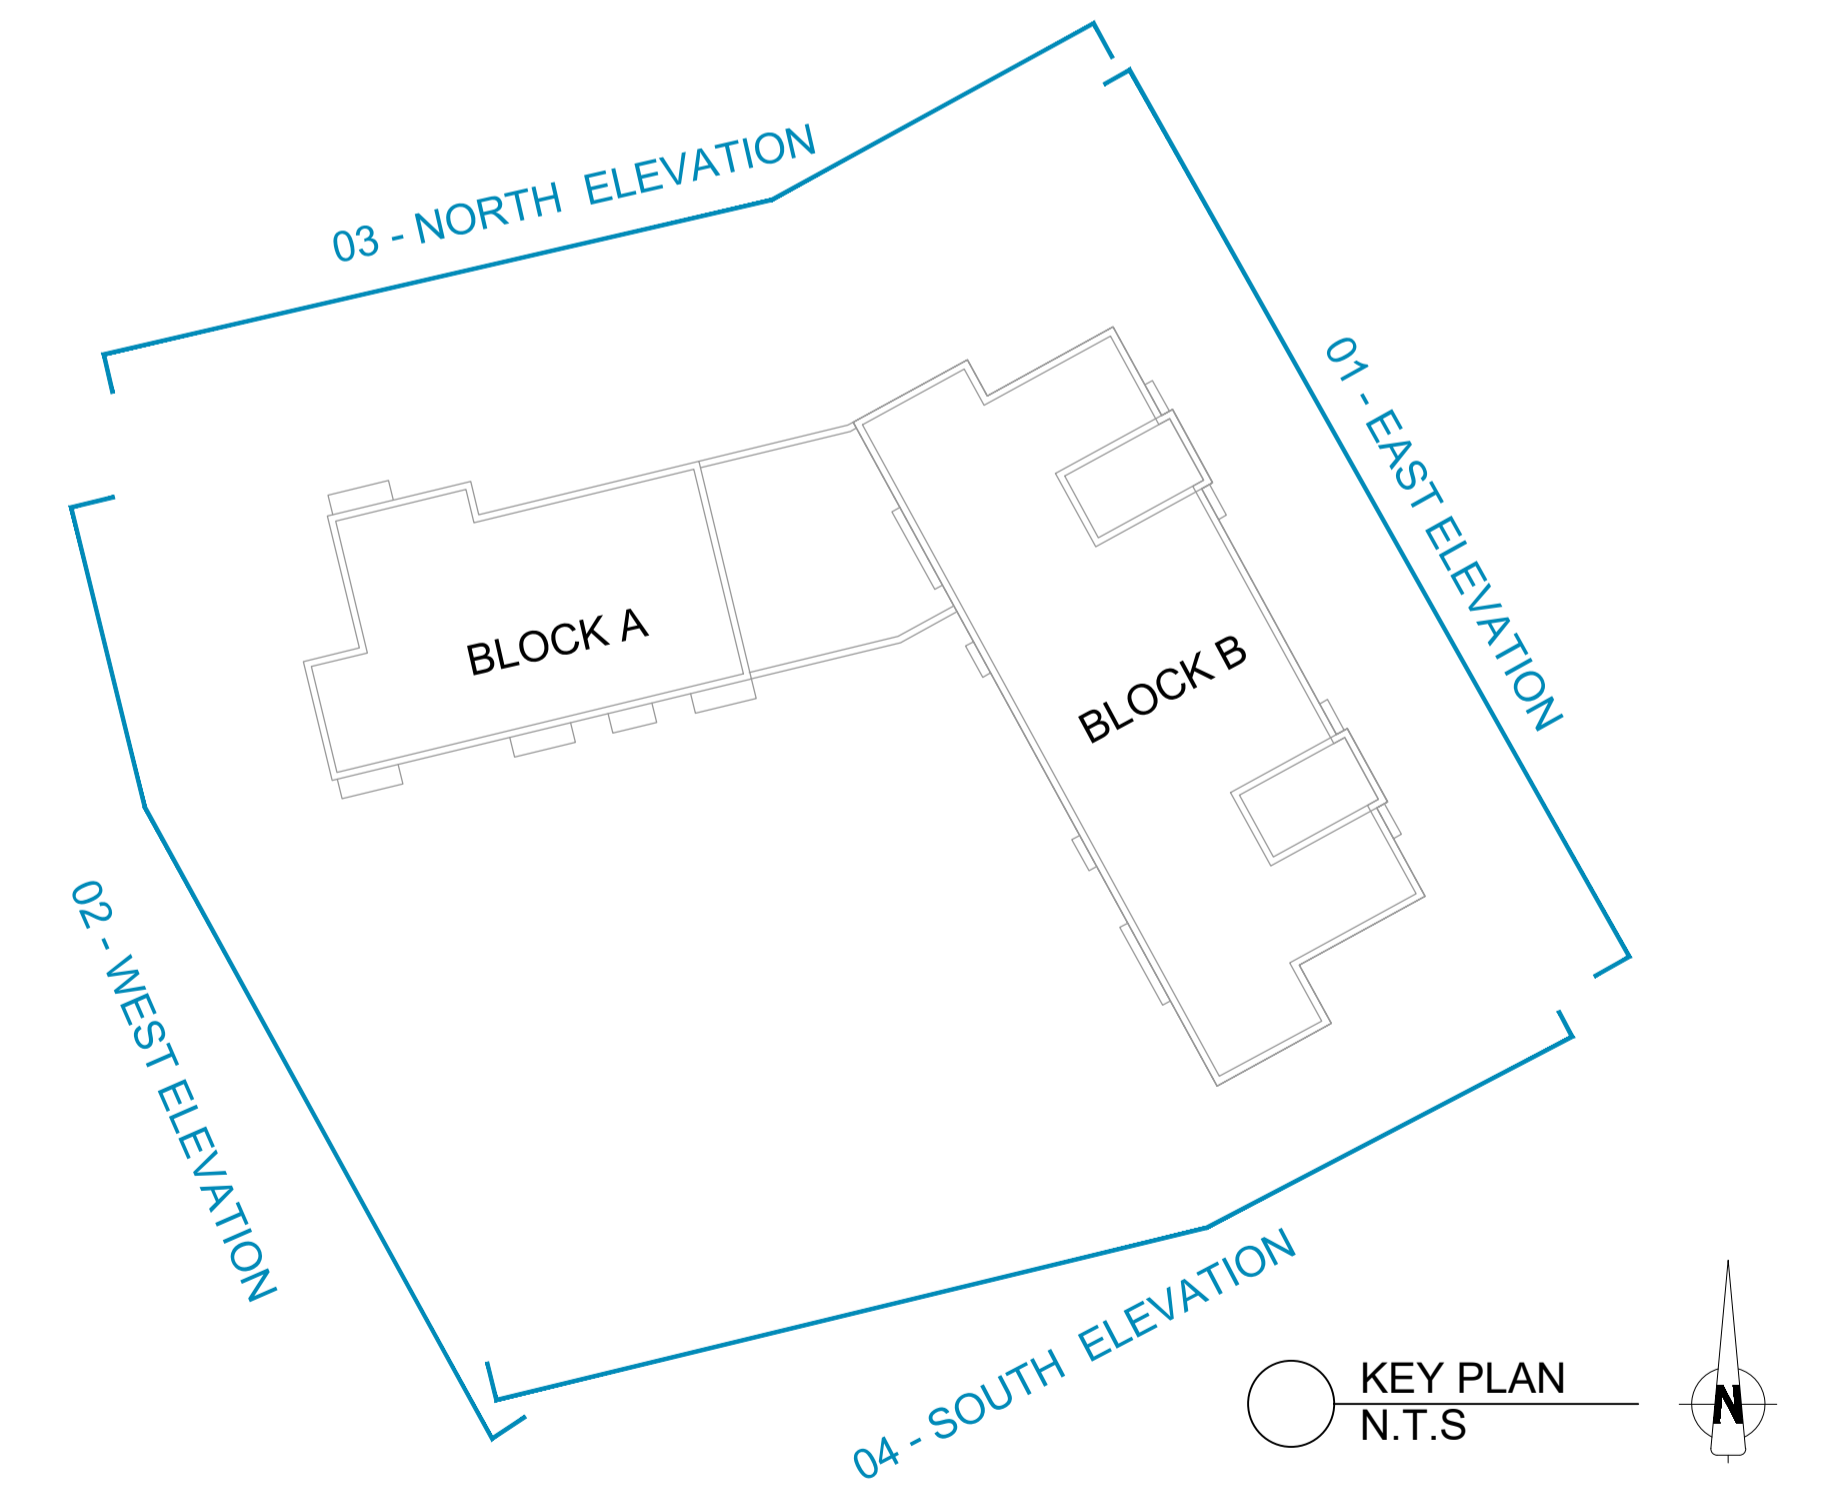 03 - NORTH ELEVATION
01 - EAST ELEVATION
BLOCK A
BLOCK B
02 - WEST ELEVATION
04 - SOUTH ELEVATION
KEY PLAN
N.T.S
N